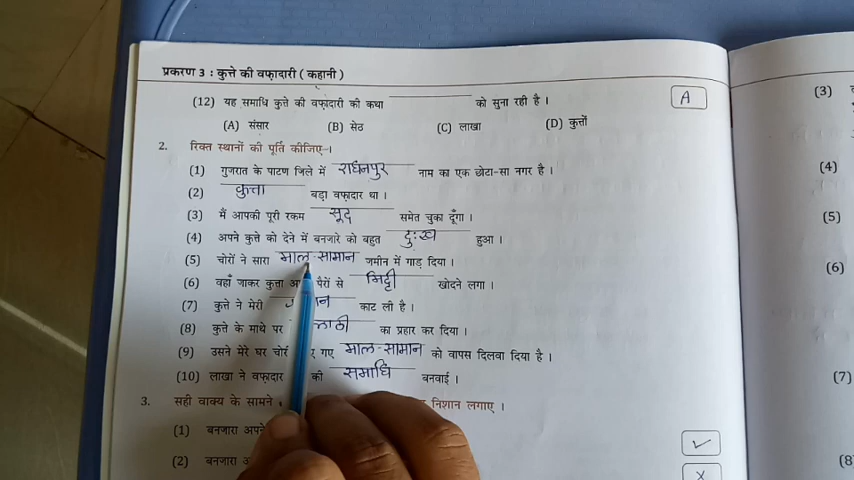 प्रकरण 3 : कुत्ते की वफ़ादारी ( कहानी )
(12) यह समाधि कुत्ते की वफ़ादारी की कथा ________ को सुना रही है । A
(A) संसार (B) सेठ (C) लाखा (D) कुत्तों
2. रिक्त स्थानों की पूर्ति कीजिए-।
(1) गुजरात के पाटण जिले में राधनपुर नाम का एक छोटा-सा नगर है ।
(2) कुत्ता बड़ा वफ़ादार था ।
(3) मैं आपकी पूरी रकम सूद समेत चुका दूँगा ।
(4) अपने कुत्ते को देने में बनजारे को बहुत दुःख हुआ ।
(5) चोरों ने सारा माल-सामान जमीन में गाड़ दिया ।
(6) वहाँ जाकर कुत्ता पैरों से मिट्टी खोदने लगा ।
(7) कुत्ते ने मेरी काट ली है ।
(8) कुत्ते के माथे पर लाठी का प्रहार कर दिया ।
(9) उसने मेरे घर गए माल-सामान को वापस दिलवा दिया है ।
(10) लाखा ने वफ़ादार की समाधि बनवाई ।
3. सही वाक्य के सामने निशान लगाए ।
(1) बनजारा अपने ✓
(2) बनजारा X
(3)
(4)
(5)
(6)
(7)
(8)